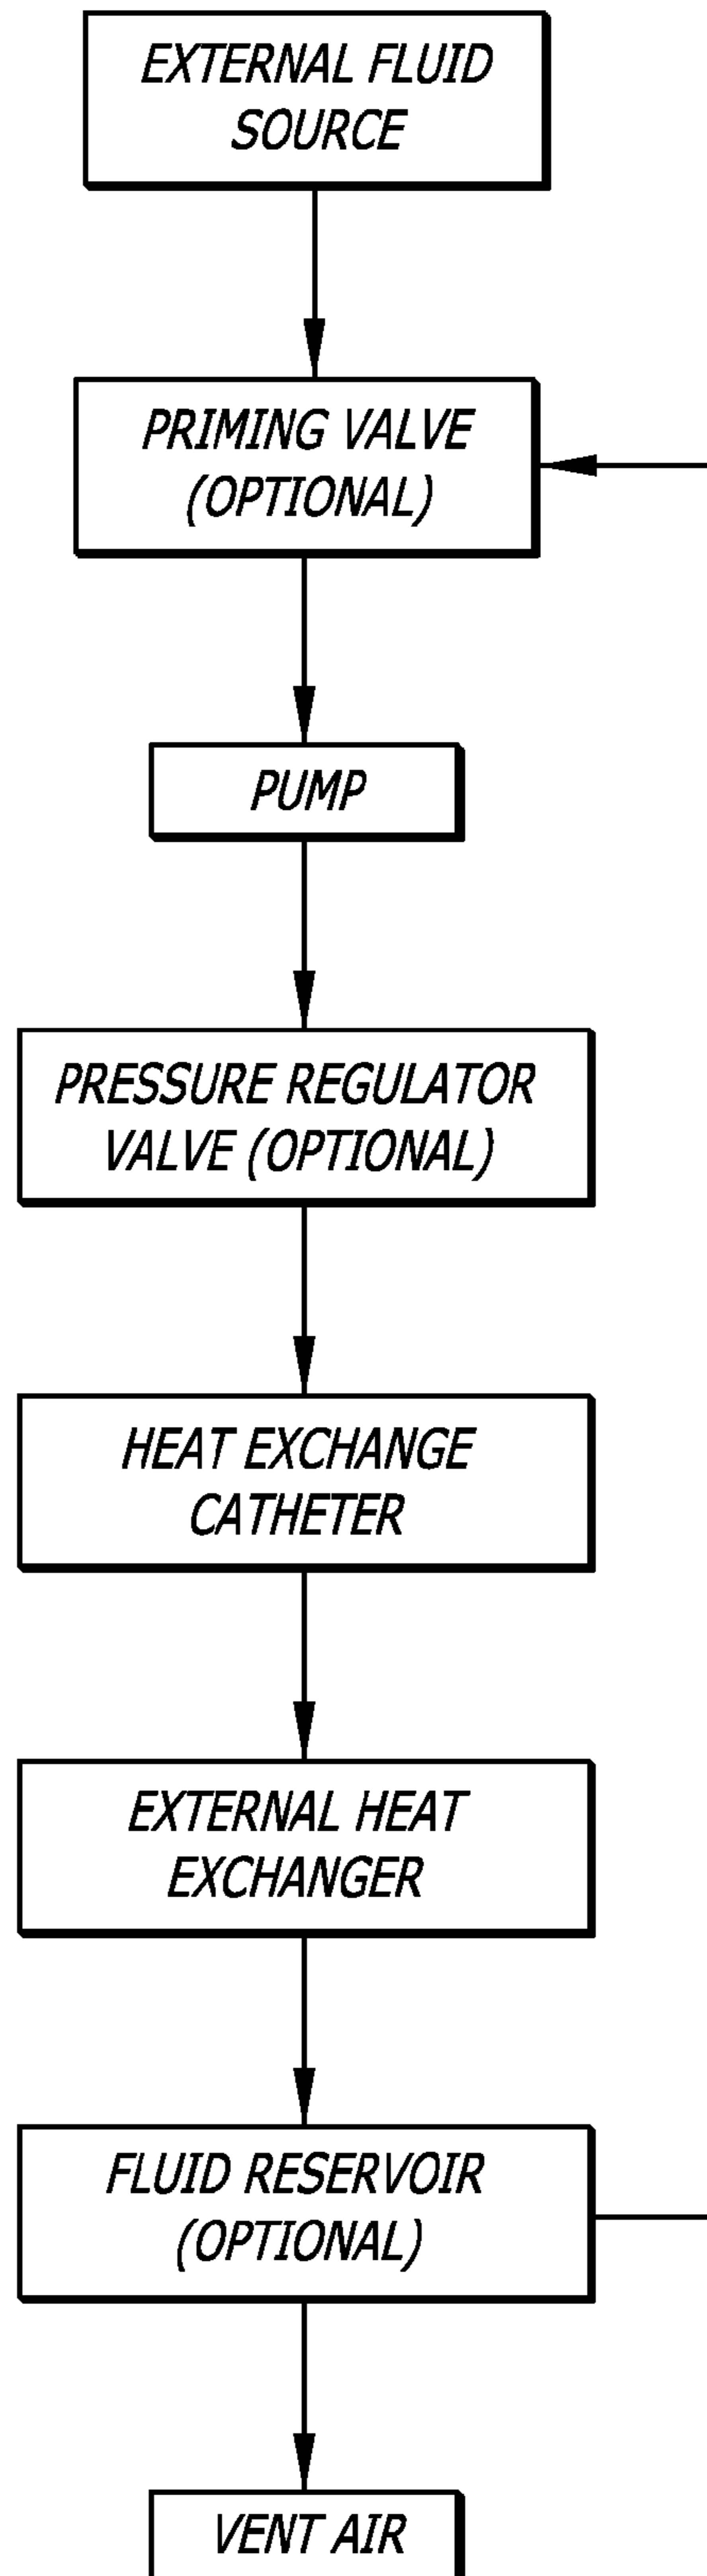 EXTERNAL FLUID
SOURCE
PRIMING VALVE
(OPTIONAL)
PUMP
PRESSURE REGULATOR
VALVE (OPTIONAL)
HEAT EXCHANGE
CATHETER
EXTERNAL HEAT
EXCHANGER
FLUID RESERVOIR
(OPTIONAL)
VENT AIR